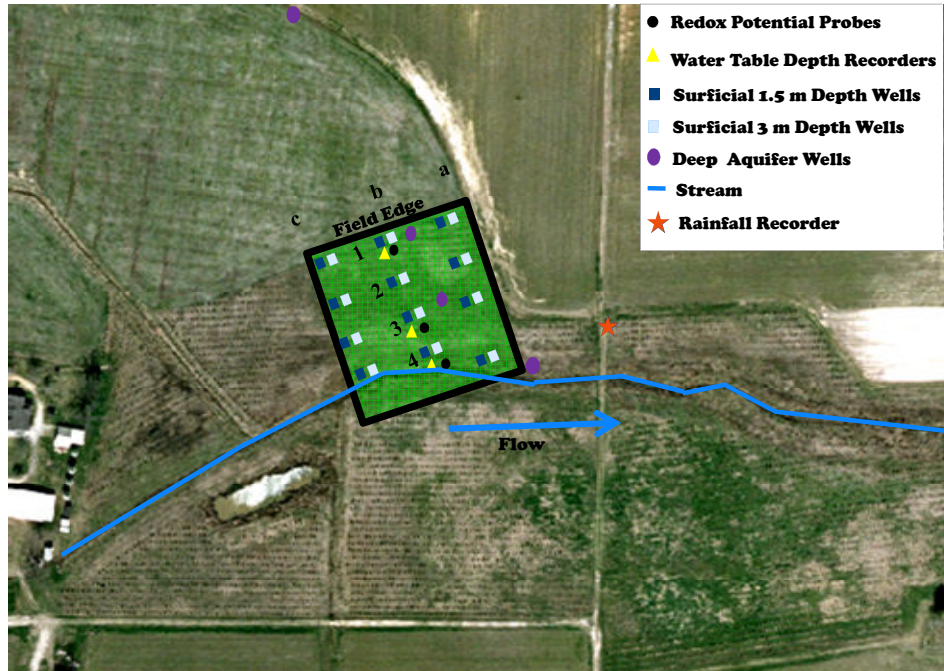 Redox Potential Probes
Water Table Depth Recorders
Surficial 1.5 m Depth Wells
Surficial 3 m Depth Wells
Deep Aquifer Wells
Stream
Rainfall Recorder
a
b
c
Field Edge
1
2
3
4
Flow